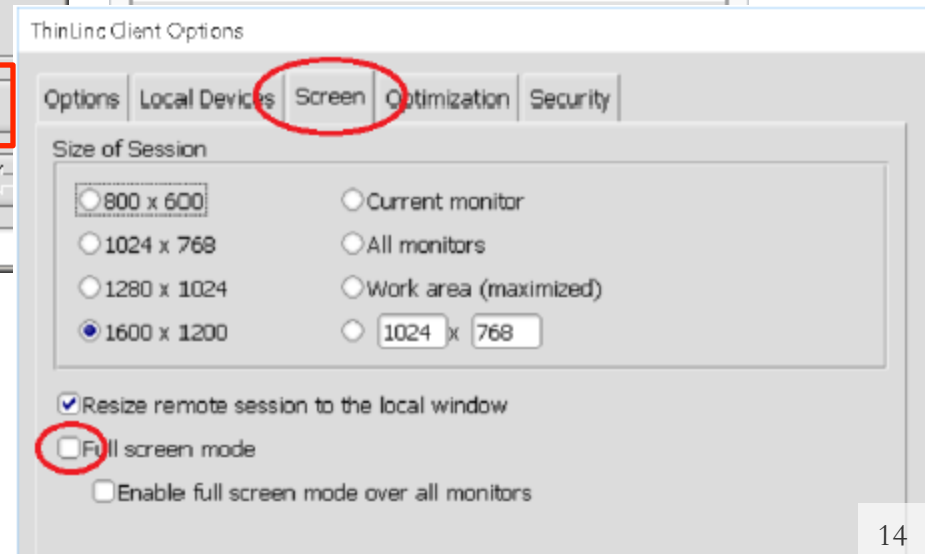 ThinLinc Client Options
Options Local Devices Screen Optimization Security
Size of Session
800 x 600 Current monitor
1024 x 768 All monitors
1280 x 1024 Work area (maximized)
1600 x 1200 1024 x 768
Resize remote session to the local window
Full screen mode
Enable full screen mode over all monitors
14